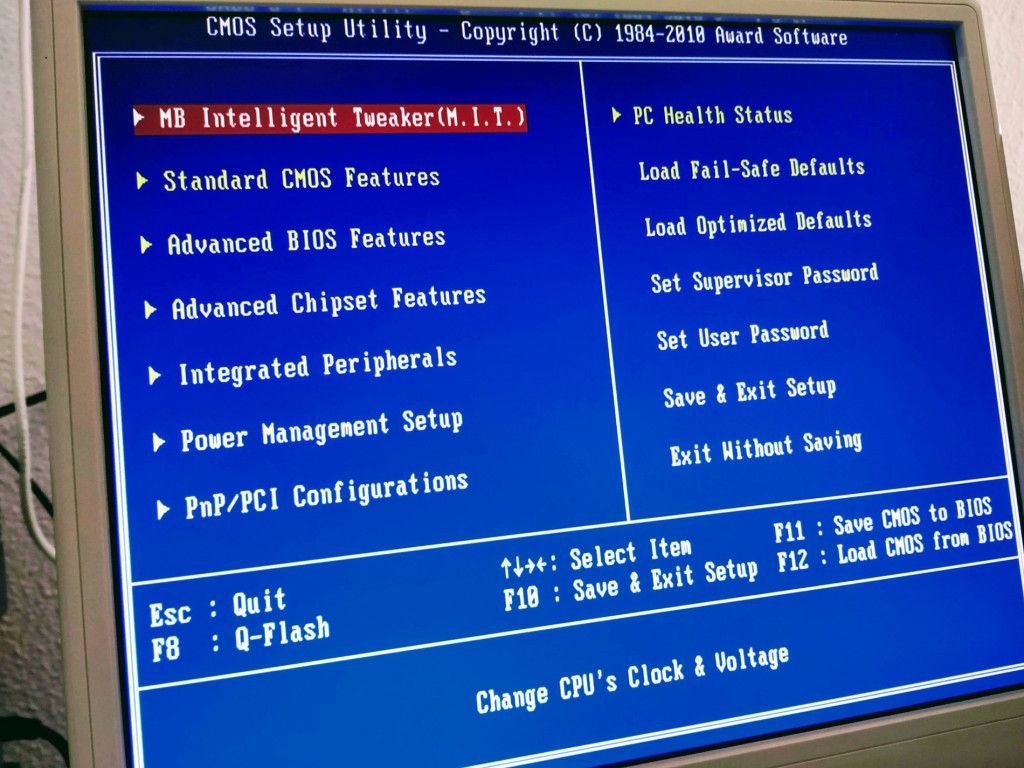 CMOS Setup Utility - Copyright (C) 1984-2010 Award Software
MB Intelligent Tweaker(M.I.T.)
Standard CMOS Features
Advanced BIOS Features
Advanced Chipset Features
Integrated Peripherals
Power Management Setup
PnP/PCI Configurations
PC Health Status
Load Fail-Safe Defaults
Load Optimized Defaults
Set Supervisor Password
Set User Password
Save & Exit Setup
Exit Without Saving
Esc : Quit
F8 : Q-Flash
↑↓→←: Select Item
F10 : Save & Exit Setup
F11 : Save CMOS to BIOS
F12 : Load CMOS from BIOS
Change CPU's Clock & Voltage